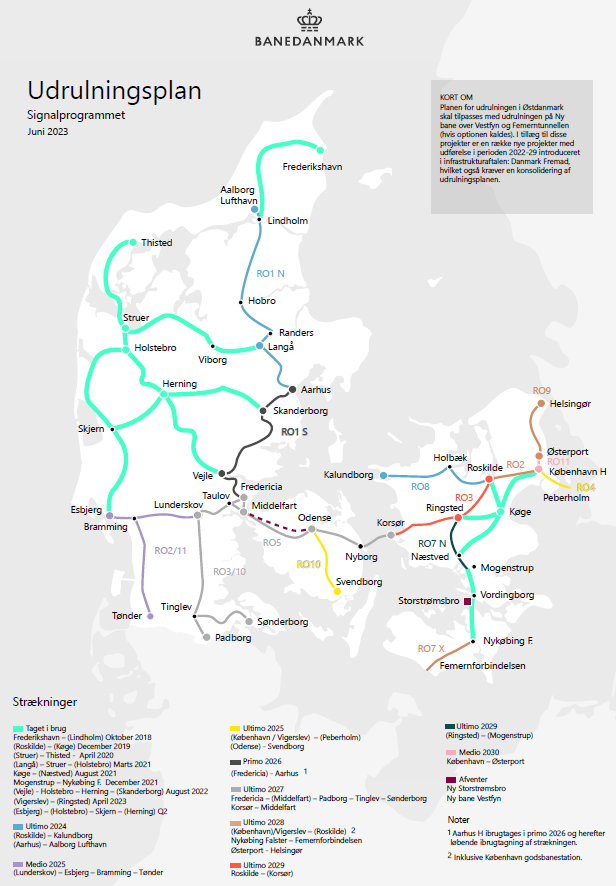 BANEDANMARK
Udrulningsplan
Signalprogrammet
Juni 2023
KORT OM
Planen for udrulningen i Østdanmark
skal tilpasses med udrulningen på Ny
bane over Vestfyn og Femerntunnellen
(hvis optionen kaldes). I tillæg til disse
projekter er en række nye projekter med
udførelse i perioden 2022-29 introduceret
i infrastrukturaftalen: Danmark Fremad,
hvilket også kræver en konsolidering af
udrulningsplanen.
Frederikshavn
Aalborg
Lufthavn
Lindholm
Thisted
RO1 N
Hobro
Struer
Randers
Holstebro
Langå
Viborg
Herning
Aarhus
Skanderborg
RO9
Helsingør
Skjern
RO1 S
Østerport
Holbæk
RO11
Roskilde
RO2
København H
Vejle
Kalundborg
RO8
RO4
Fredericia
Peberholm
Taulov
RO3
Lunderskov
Middelfart
Ringsted
Køge
Esbjerg
Odense
Korsør
Bramming
RO5
RO7 N
RO2/11
Nyborg
Næstved
RO3/10
RO10
Mogenstrup
Svendborg
Vordingborg
Storstrømsbro
Tønder
Tinglev
Sønderborg
Padborg
Nykøbing F.
RO7 X
Femernforbindelsen
Strækninger
Taget i brug
Frederikshavn – (Lindholm) Oktober 2018
(Roskilde) – (Køge) December 2019
(Struer) – Thisted - April 2020
(Langå) – Struer – (Holstebro) Marts 2021
Køge – (Næstved) August 2021
Mogenstrup – Nykøbing F. December 2021
(Vejle) - Holstebro – Herning – (Skanderborg) August 2022
(Vigerslev) – (Ringsted) April 2023
(Esbjerg) – (Holstebro) – Skjern – (Herning) Q2
Ultimo 2024
(Roskilde) – Kalundborg
(Aarhus) – Aalborg Lufthavn
Medio 2025
(Lunderskov) – Esbjerg – Bramming – Tønder
Ultimo 2025
(København / Vigerslev) – (Peberholm)
(Odense) - Svendborg
Primo 2026
(Fredericia) - Aarhus 1
Ultimo 2027
Fredericia – (Middelfart) – Padborg – Tinglev – Sønderborg
Korsør – Middelfart
Ultimo 2028
(København)/Vigerslev – (Roskilde) 2
Nykøbing Falster – Femernforbindelsen
Østerport - Helsingør
Ultimo 2029
Roskilde – (Korsør)
Ultimo 2029
(Ringsted) – (Mogenstrup)
Medio 2030
København – Østerport
Afventer
Ny Storstrømsbro
Ny bane Vestfyn
Noter
1 Aarhus H ibrugtages i primo 2026 og herefter
løbende ibrugtagning af strækningen.
2 Inklusive København godsbanestation.